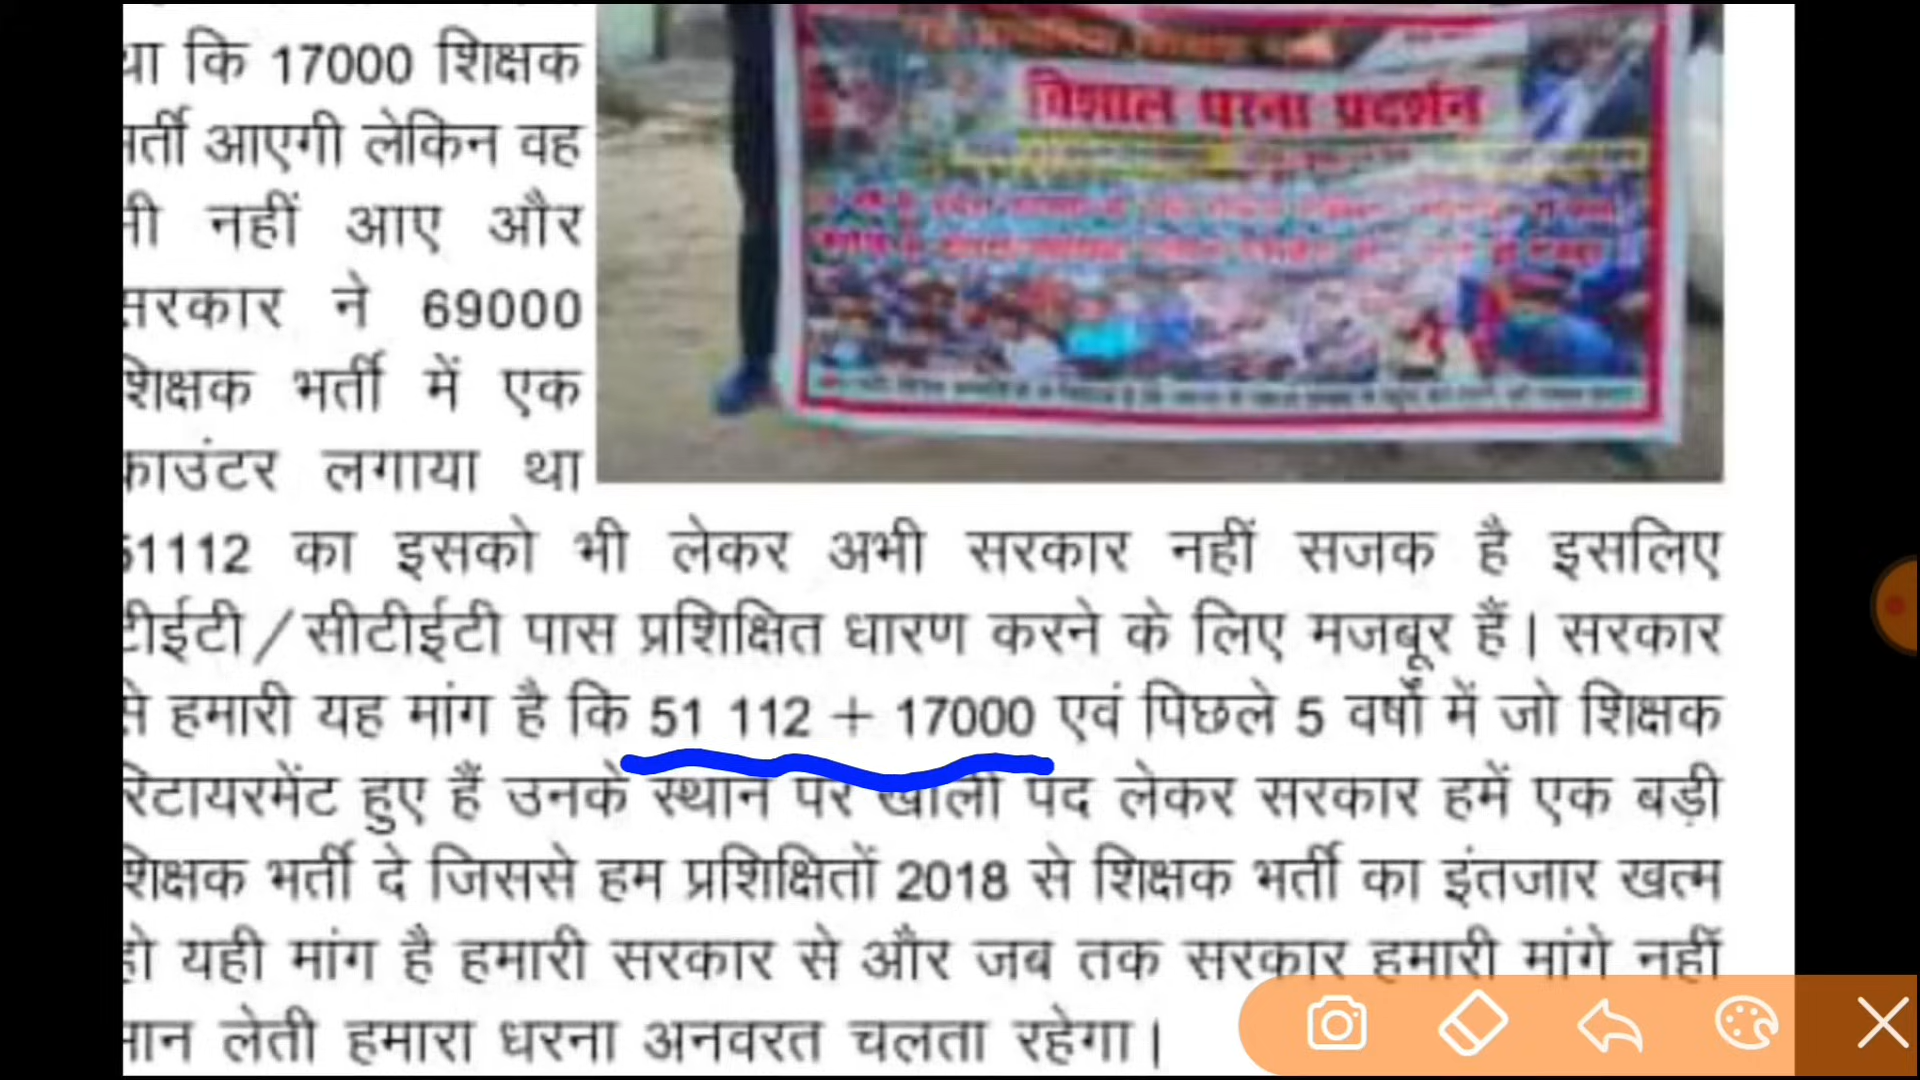 था कि 17000 शिक्षक
भर्ती आएगी लेकिन वह
भी नहीं आए और
सरकार ने 69000
शिक्षक भर्ती में एक
काउंटर लगाया था
विशाल धरना प्रदर्शन
51112 का इसको भी लेकर अभी सरकार नहीं सजक है इसलिए
टीईटी/सीटीईटी पास प्रशिक्षित धारण करने के लिए मजबूर हैं। सरकार
से हमारी यह मांग है कि 51 112 + 17000 एवं पिछले 5 वर्षों में जो शिक्षक
रिटायरमेंट हुए हैं उनके स्थान पर खाली पद लेकर सरकार हमें एक बड़ी
शिक्षक भर्ती दे जिससे हम प्रशिक्षितों 2018 से शिक्षक भर्ती का इंतजार खत्म
हो यही मांग है हमारी सरकार से और जब तक सरकार हमारी मांगे नहीं
मान लेती हमारा धरना अनवरत चलता रहेगा।